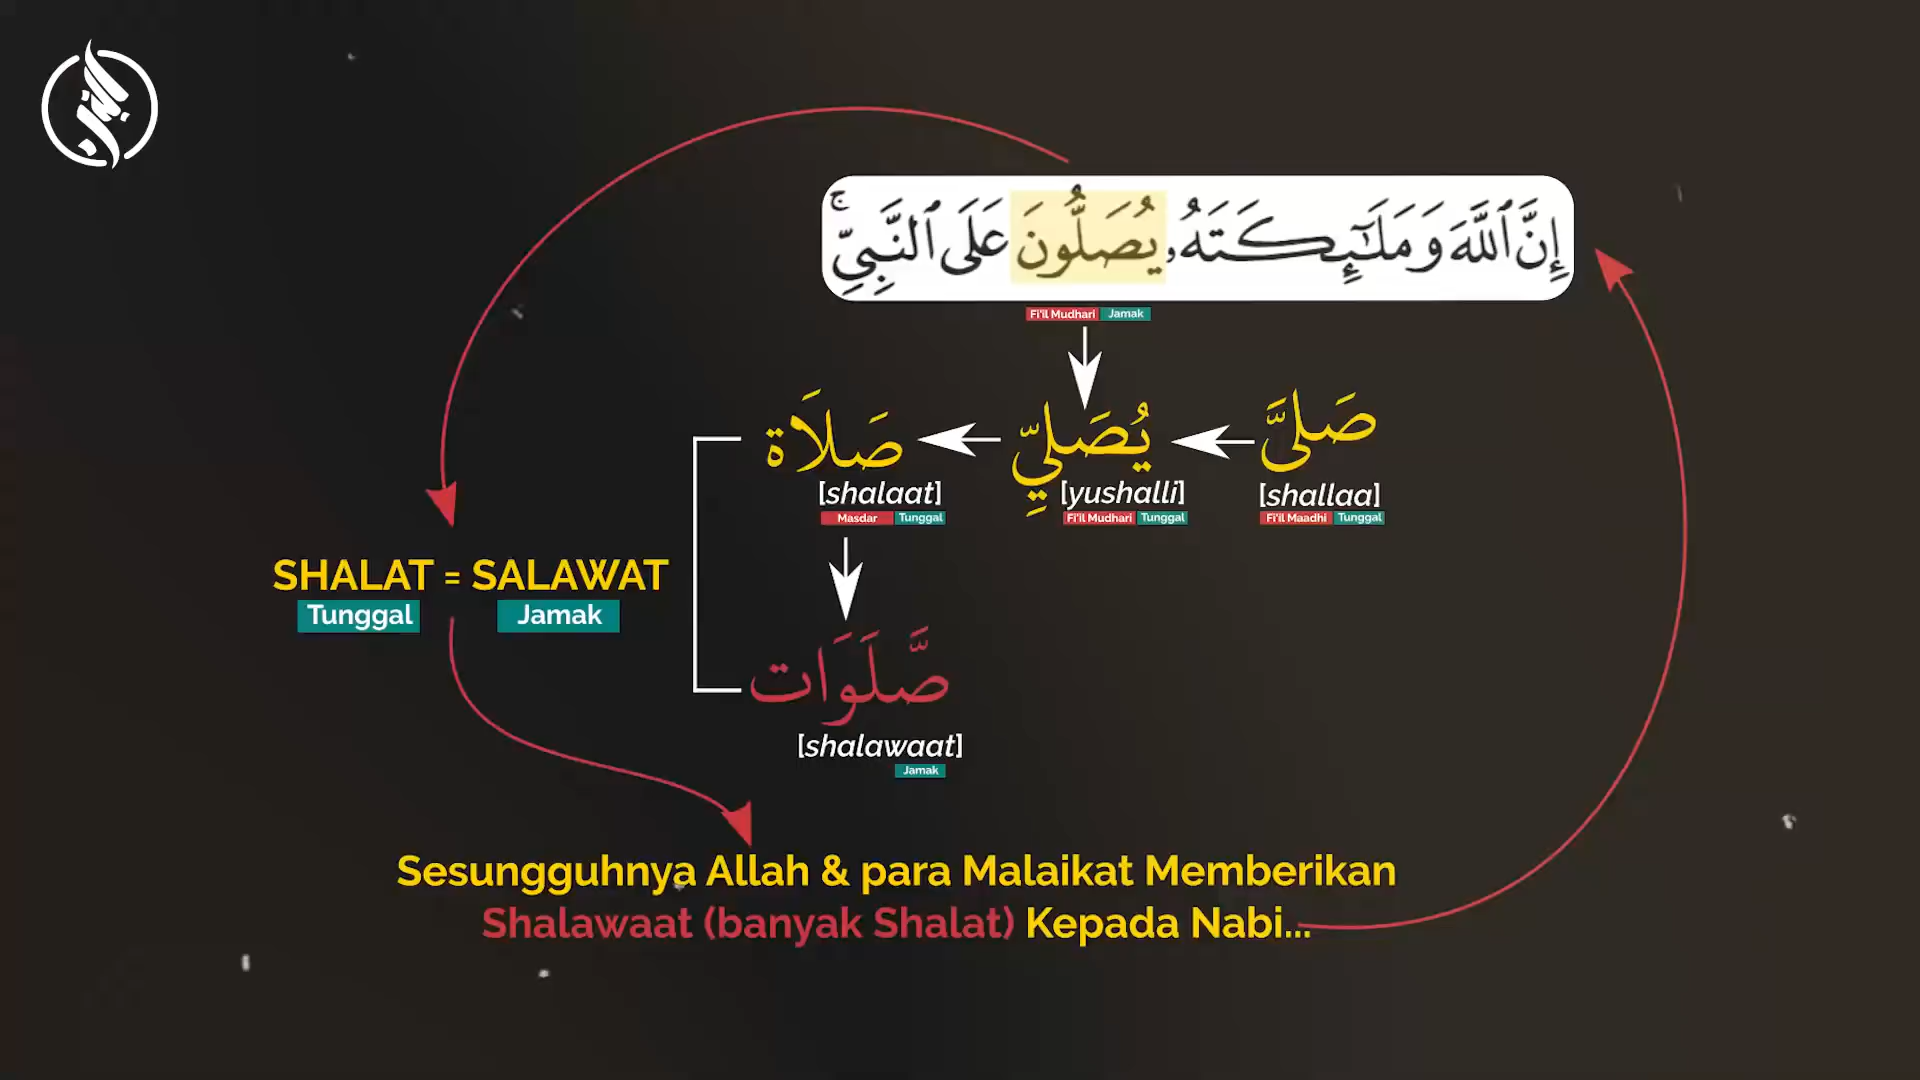 إِنَّ ٱللَّهَ وَمَلَـٰٓئِكَتَهُۥ يُصَلُّونَ عَلَى ٱلنَّبِيِّ ۚ
Fi'il Mudhari Jamak
صَلىَّ
[shallaa]
Fi'il Maadhi Tunggal
يُصَلِيّ
[yushalli]
Fi'il Mudhari Tunggal
صَلاَة
[shalaat]
Masdar Tunggal
SHALAT = SALAWAT
Tunggal Jamak
صَّلَوَات
[shalawaat]
Jamak
Sesungguhnya Allah & para Malaikat Memberikan
Shalawaat (banyak Shalat) Kepada Nabi...